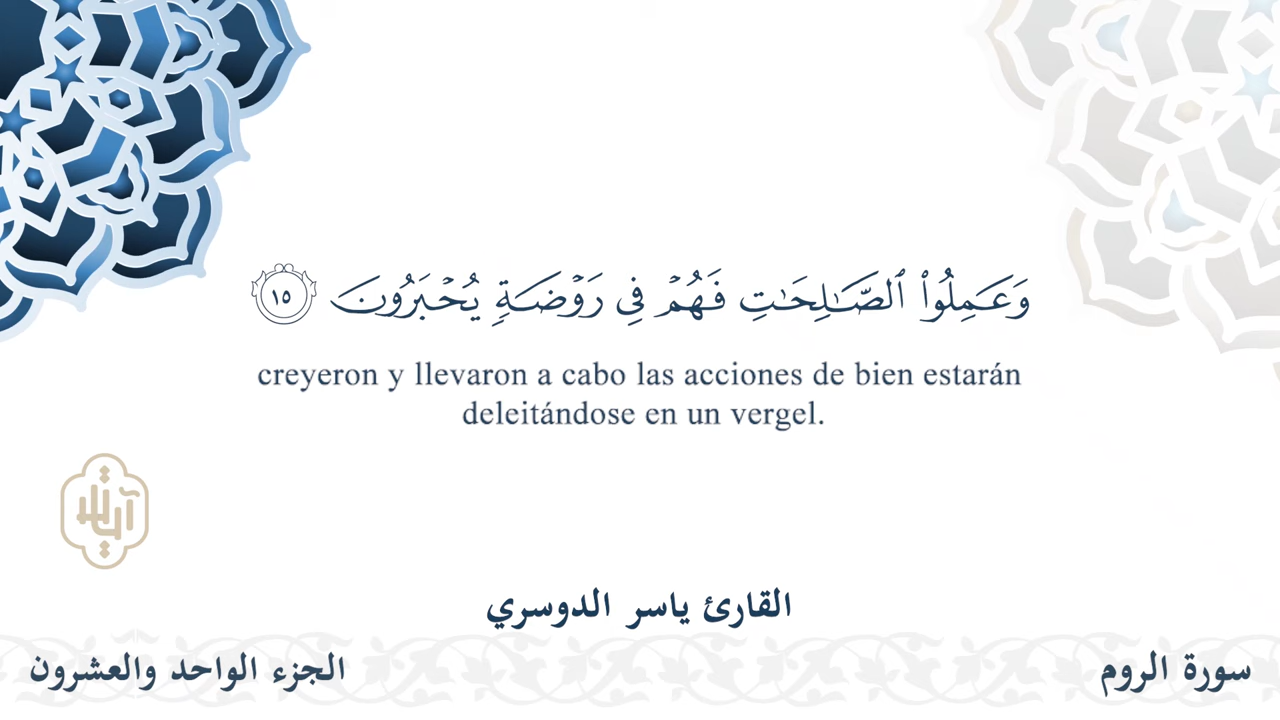 وَعَمِلُوا۟ ٱلصَّـٰلِحَـٰتِ فَهُمْ فِى رَوْضَةٍ يُحْبَرُونَ ١٥
creyeron y llevaron a cabo las acciones de bien estarán
deleitándose en un vergel.
القارئ ياسر الدوسري
سورة الروم
الجزء الواحد والعشرون